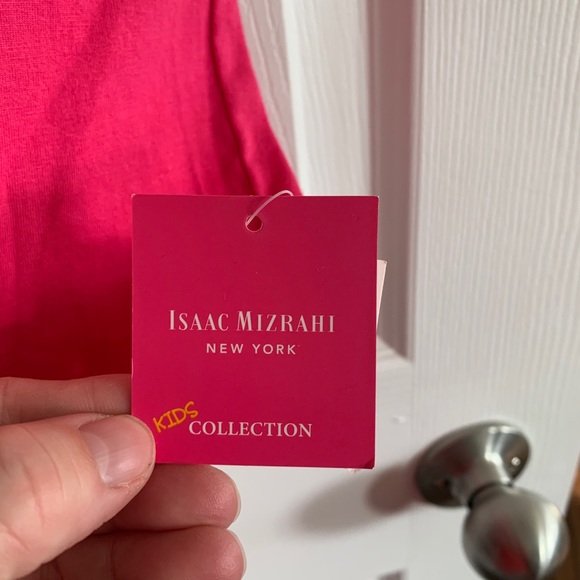 ISAAC MIZRAHI
NEW YORK
KIDS
COLLECTION